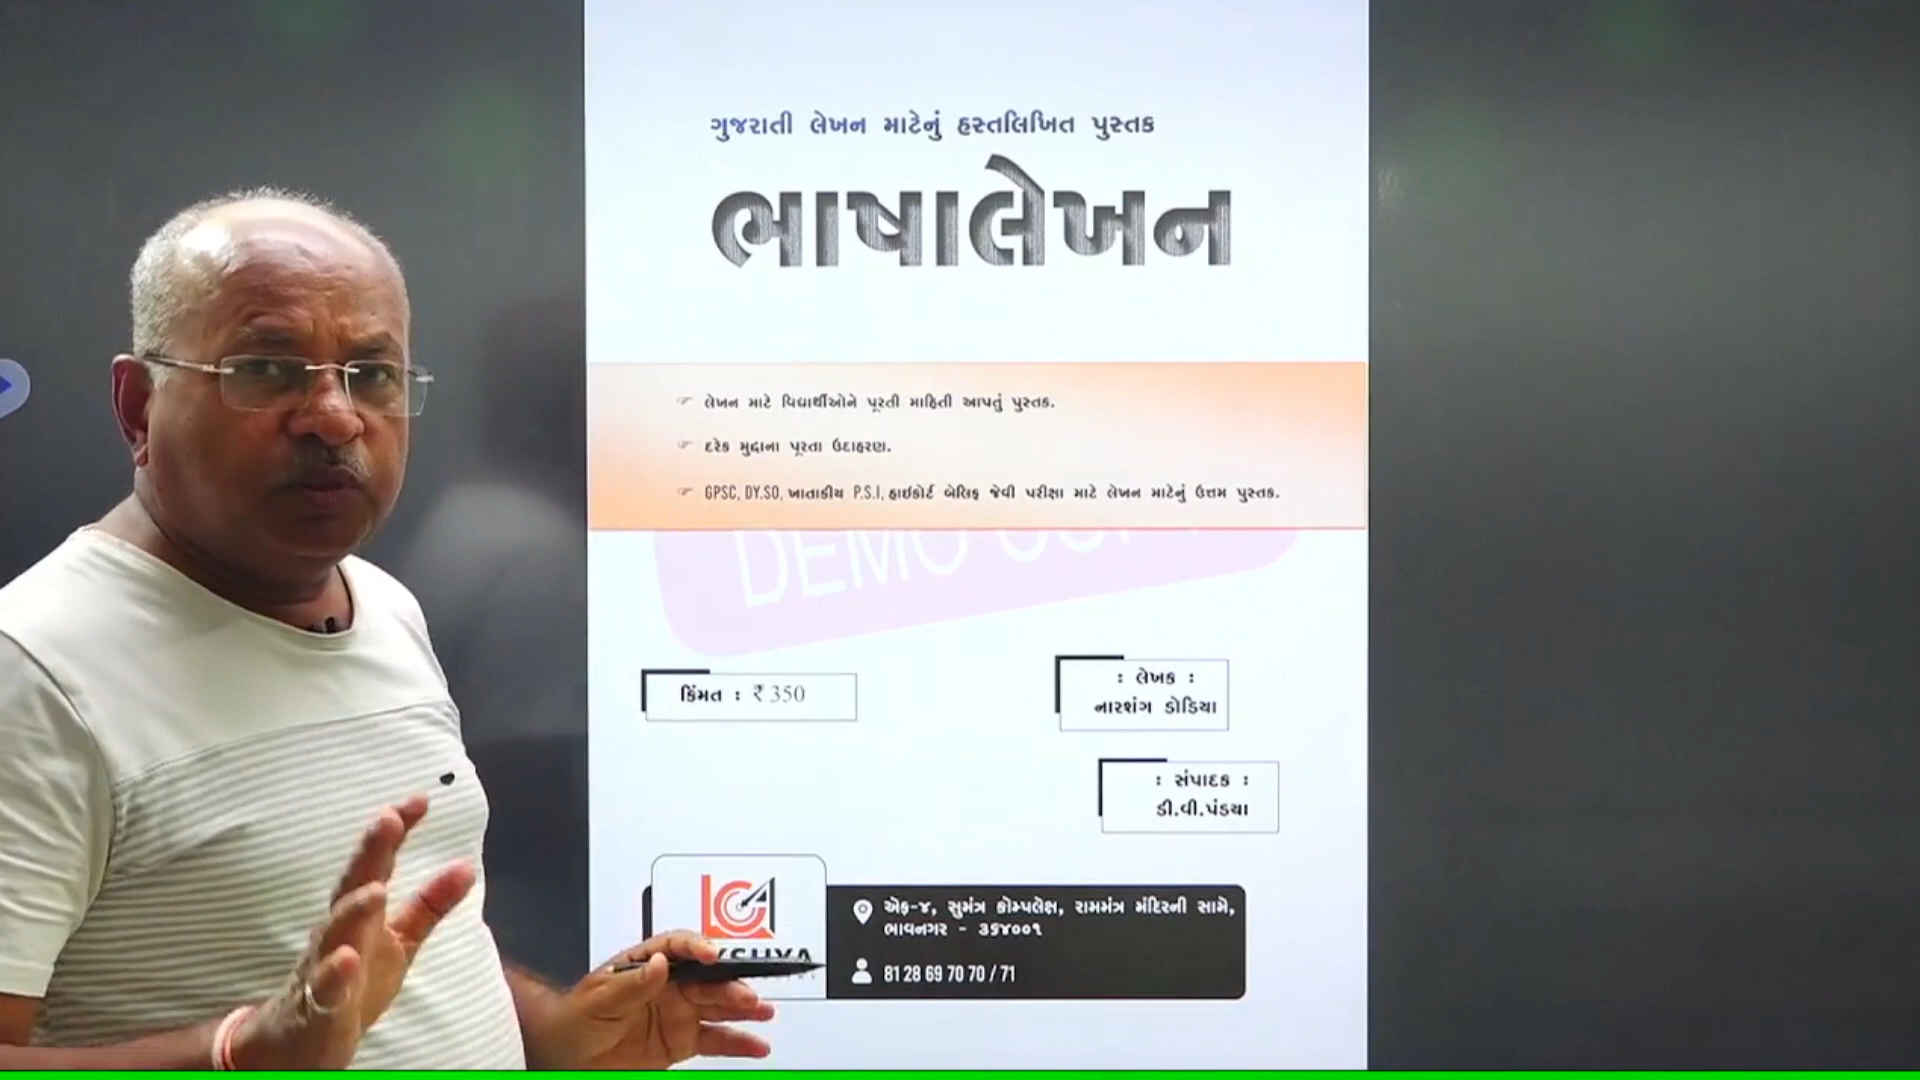 ગુજરાતી લેખન માટેનું હસ્તલિખિત પુસ્તક
ભાષાલેખન
લેખન માટે વિદ્યાર્થીઓને પૂરતી માહિતી આપતું પુસ્તક.
દરેક મુદ્દાના પૂરતા ઉદાહરણ.
GPSC, DY.SO, ખાતાકીય P.S.I, હાઈકોર્ટ બેલિફ જેવી પરીક્ષા માટે લેખન માટેનું ઉત્તમ પુસ્તક.
DEMO
કિંમત : ₹ 350
: લેખક :
નારશંગ ડોડિયા
: સંપાદક :
ડી.વી.પંડયા
એફ-૪, સુમંત્ર કોમ્પલેક્ષ, રામમંત્ર મંદિરની સામે,
ભાવનગર - ૩૬૪૦૦૧
81 28 69 70 70 / 71